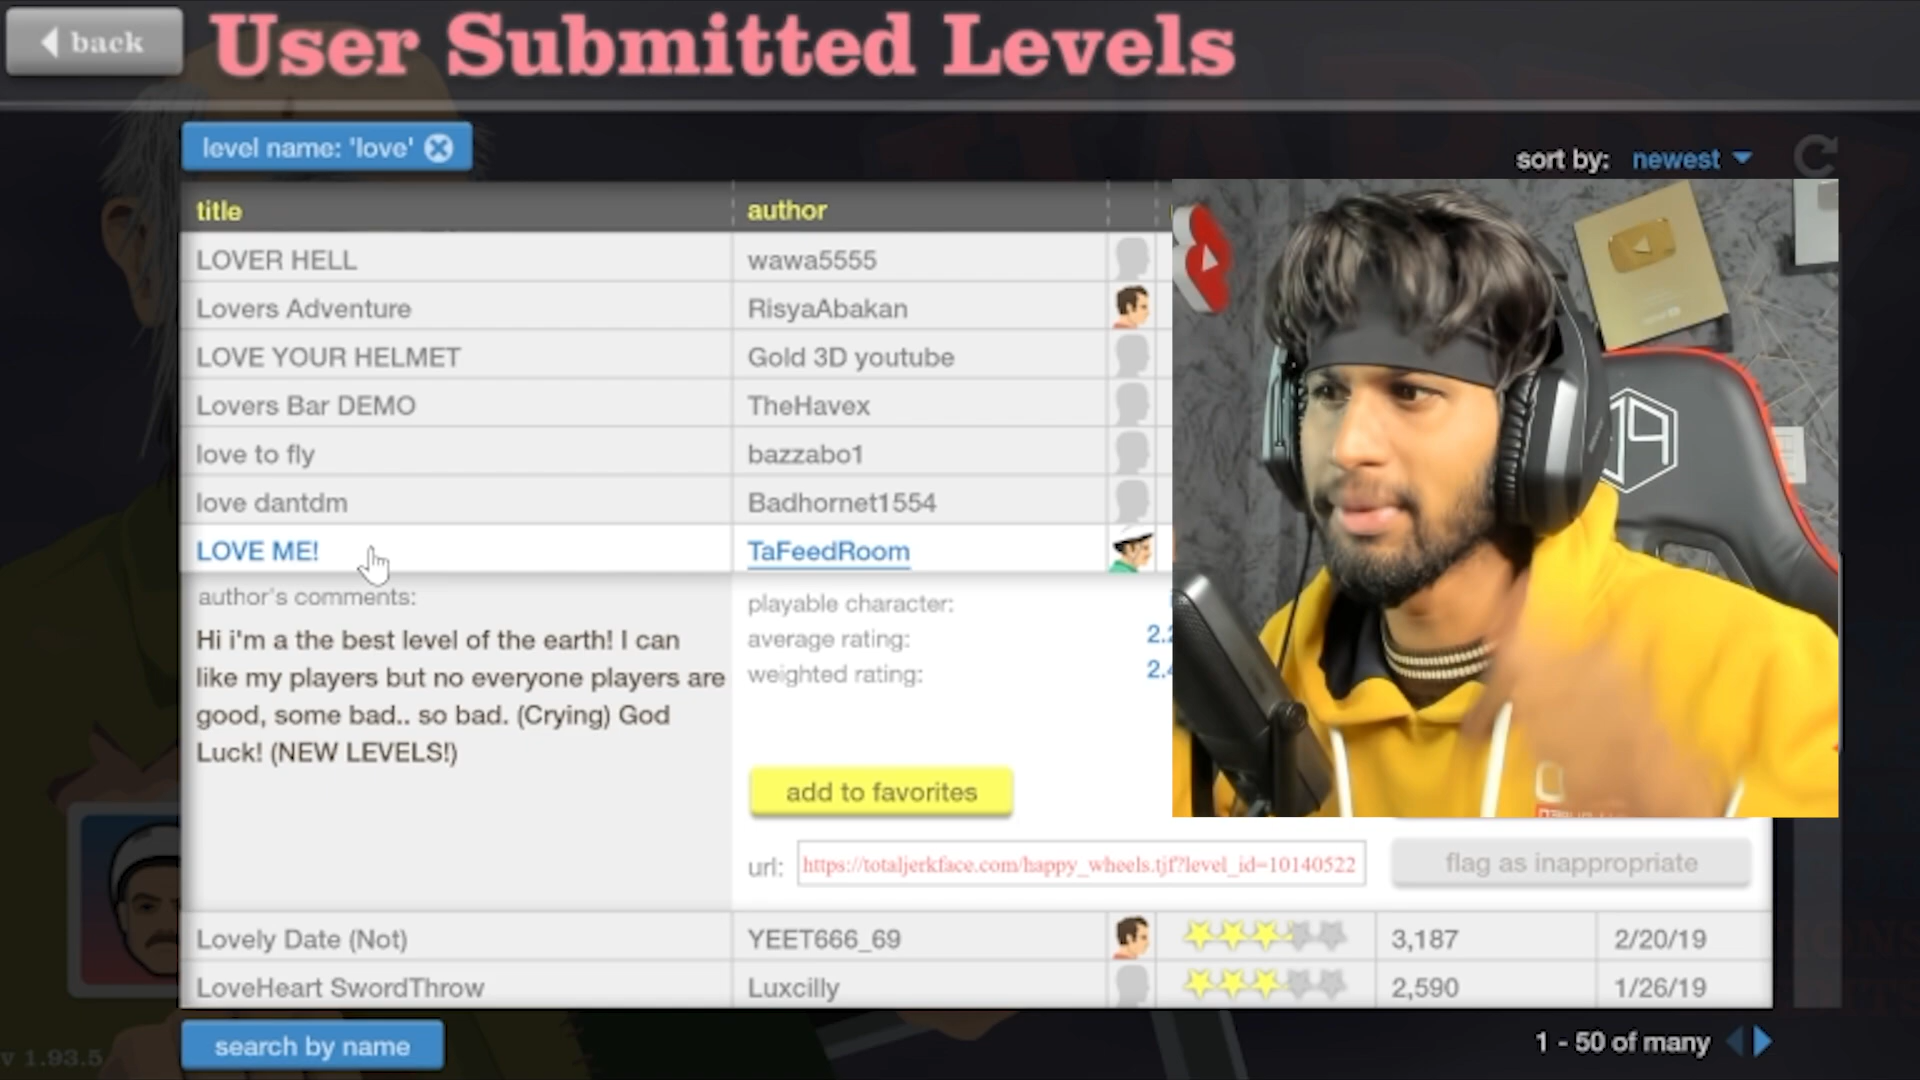 back
User Submitted Levels
level name: 'love'
sort by: newest
title author
LOVER HELL wawa5555
Lovers Adventure RisyaAbakan
LOVE YOUR HELMET Gold 3D youtube
Lovers Bar DEMO TheHavex
love to fly bazzabo1
love dantdm Badhornet1554
LOVE ME! TaFeedRoom
author's comments:
Hi i'm a the best level of the earth! I can
like my players but no everyone players are
good, some bad.. so bad. (Crying) God
Luck! (NEW LEVELS!)
playable character:
average rating: 2.2
weighted rating: 2.4
add to favorites
url: https://totaljerkface.com/happy_wheels.tjf?level_id=10140522
flag as inappropriate
Lovely Date (Not) YEET666_69 3,187 2/20/19
LoveHeart SwordThrow Luxcilly 2,590 1/26/19
search by name
1 - 50 of many
v 1.93.5